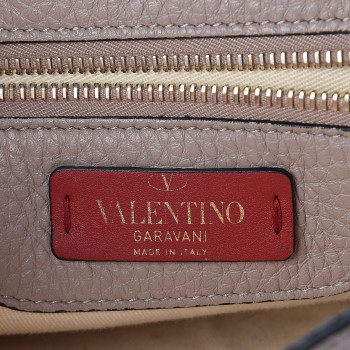 V
VALENTINO
GARAVANI
MADE IN ITALY